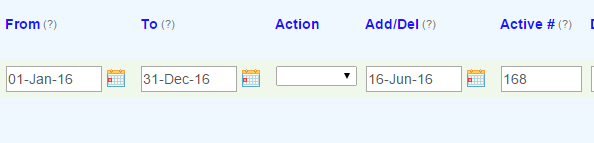 From (?) To (?) Action Add/Del (?) Active # (?)
01-Jan-16 31-Dec-16 16-Jun-16 168